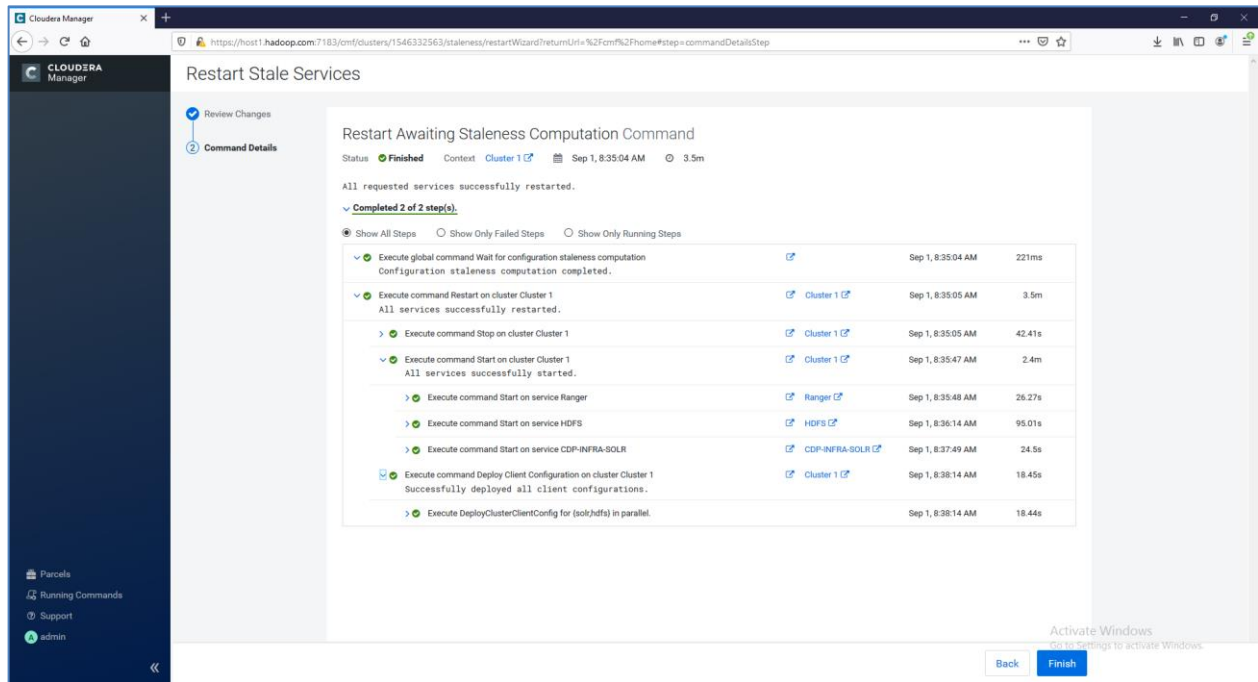 Cloudera Manager
https://host1.hadoop.com:7183/cmf/clusters/1546332563/staleness/restartWizard?returnUrl=%2Fcmf%2Fhome#step=commandDetailsStep
C CLOUDERA
Manager
Restart Stale Services
Review Changes
2 Command Details
Restart Awaiting Staleness Computation Command
Status Finished Context Cluster 1 Sep 1, 8:35:04 AM 3.5m
All requested services successfully restarted.
Completed 2 of 2 step(s).
Show All Steps Show Only Failed Steps Show Only Running Steps
Execute global command Wait for configuration staleness computation Sep 1, 8:35:04 AM 221ms
Configuration staleness computation completed.
Execute command Restart on cluster Cluster 1 Cluster 1 Sep 1, 8:35:05 AM 3.5m
All services successfully restarted.
Execute command Stop on cluster Cluster 1 Cluster 1 Sep 1, 8:35:05 AM 42.41s
Execute command Start on cluster Cluster 1 Cluster 1 Sep 1, 8:35:47 AM 2.4m
All services successfully started.
Execute command Start on service Ranger Ranger Sep 1, 8:35:48 AM 26.27s
Execute command Start on service HDFS HDFS Sep 1, 8:36:14 AM 95.01s
Execute command Start on service CDP-INFRA-SOLR CDP-INFRA-SOLR Sep 1, 8:37:49 AM 24.5s
Execute command Deploy Client Configuration on cluster Cluster 1 Cluster 1 Sep 1, 8:38:14 AM 18.45s
Successfully deployed all client configurations.
Execute DeployClusterClientConfig for {solr,hdfs} in parallel. Sep 1, 8:38:14 AM 18.44s
Parcels
Running Commands
Support
A admin
Activate Windows
Go to Settings to activate Windows.
Back Finish